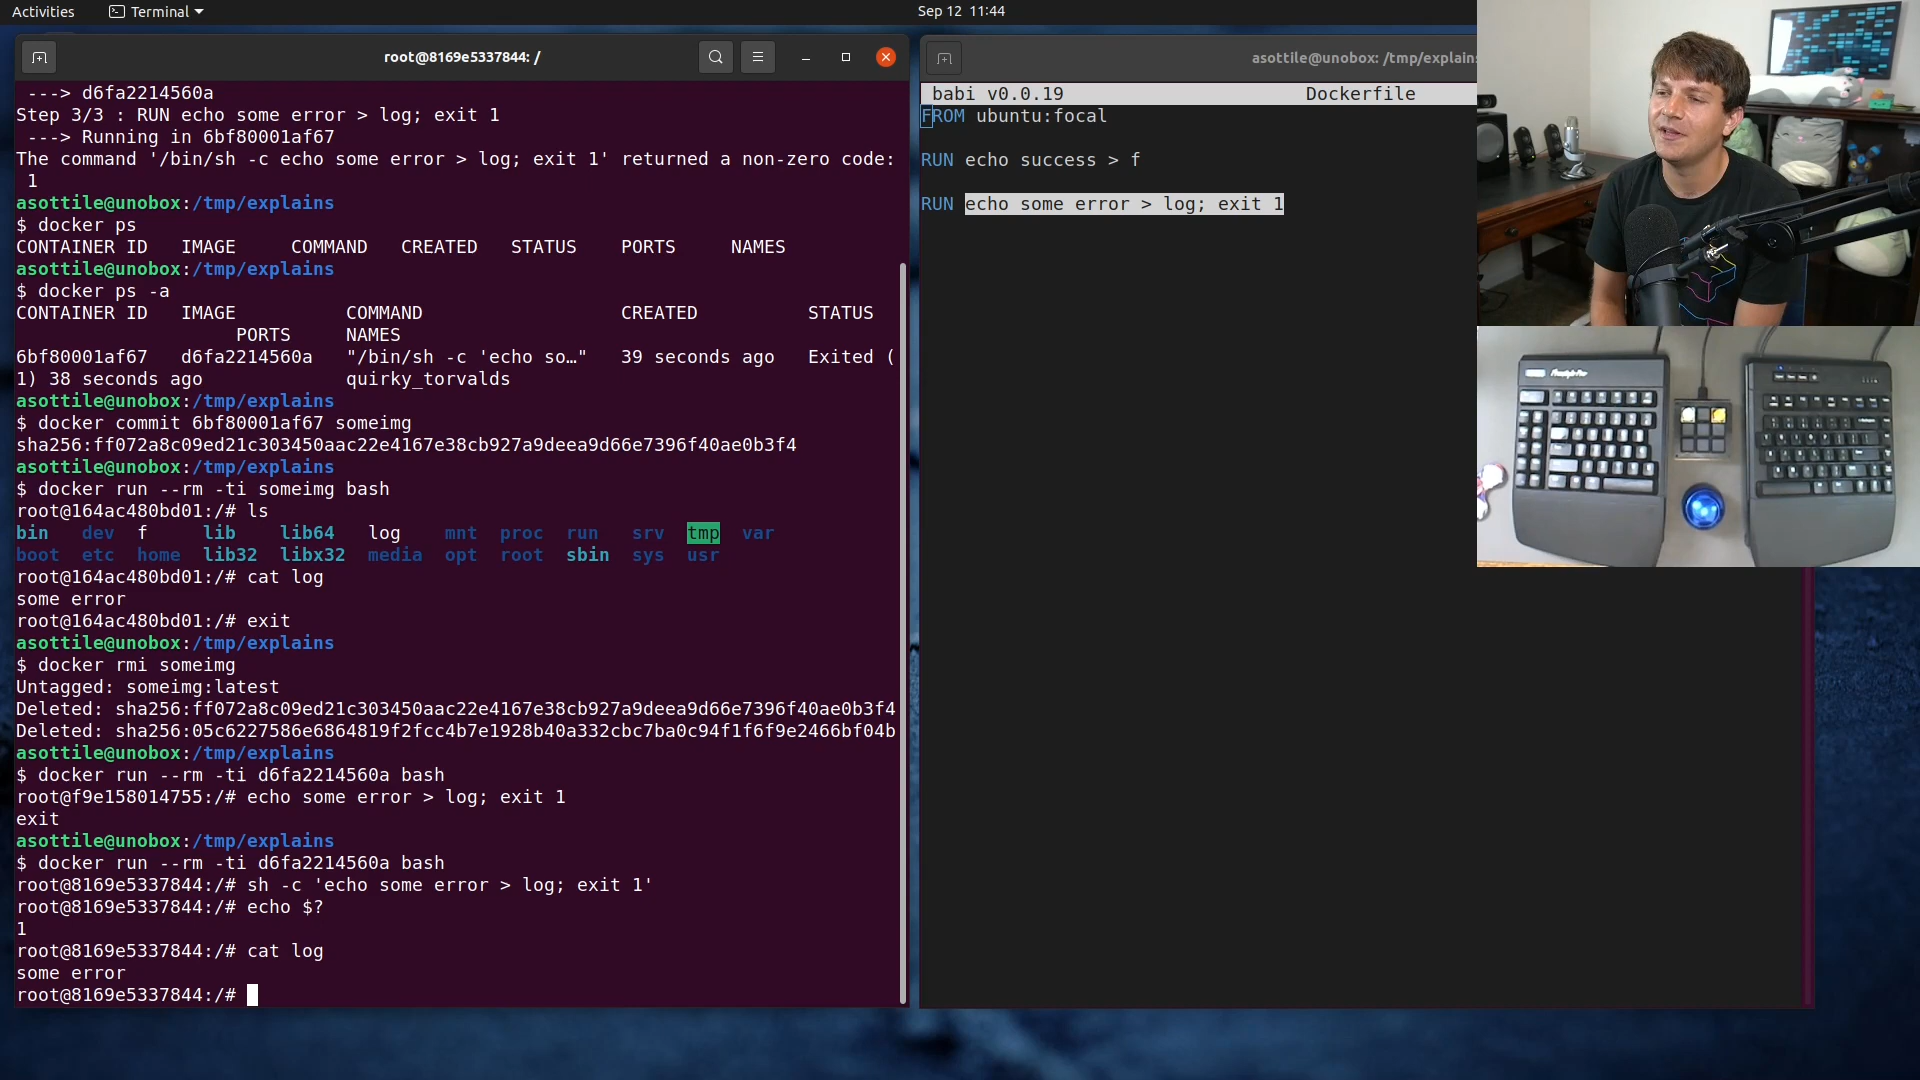 Activities
Terminal
Sep 12 11:44
root@8169e5337844: /
---> d6fa2214560a
Step 3/3 : RUN echo some error > log; exit 1
---> Running in 6bf80001af67
The command '/bin/sh -c echo some error > log; exit 1' returned a non-zero code:
1
asottile@unobox:/tmp/explains
$ docker ps
CONTAINER ID IMAGE COMMAND CREATED STATUS PORTS NAMES
asottile@unobox:/tmp/explains
$ docker ps -a
CONTAINER ID IMAGE COMMAND CREATED STATUS
PORTS NAMES
6bf80001af67 d6fa2214560a "/bin/sh -c 'echo so…" 39 seconds ago Exited (
1) 38 seconds ago quirky_torvalds
asottile@unobox:/tmp/explains
$ docker commit 6bf80001af67 someimg
sha256:ff072a8c09ed21c303450aac22e4167e38cb927a9deea9d66e7396f40ae0b3f4
asottile@unobox:/tmp/explains
$ docker run --rm -ti someimg bash
root@164ac480bd01:/# ls
bin dev f lib lib64 log mnt proc run srv tmp var
boot etc home lib32 libx32 media opt root sbin sys usr
root@164ac480bd01:/# cat log
some error
root@164ac480bd01:/# exit
asottile@unobox:/tmp/explains
$ docker rmi someimg
Untagged: someimg:latest
Deleted: sha256:ff072a8c09ed21c303450aac22e4167e38cb927a9deea9d66e7396f40ae0b3f4
Deleted: sha256:05c6227586e6864819f2fcc4b7e1928b40a332cbc7ba0c94f1f6f9e2466bf04b
asottile@unobox:/tmp/explains
$ docker run --rm -ti d6fa2214560a bash
root@f9e158014755:/# echo some error > log; exit 1
exit
asottile@unobox:/tmp/explains
$ docker run --rm -ti d6fa2214560a bash
root@8169e5337844:/# sh -c 'echo some error > log; exit 1'
root@8169e5337844:/# echo $?
1
root@8169e5337844:/# cat log
some error
root@8169e5337844:/#
asottile@unobox: /tmp/explains
babi v0.0.19 Dockerfile
FROM ubuntu:focal
RUN echo success > f
RUN echo some error > log; exit 1